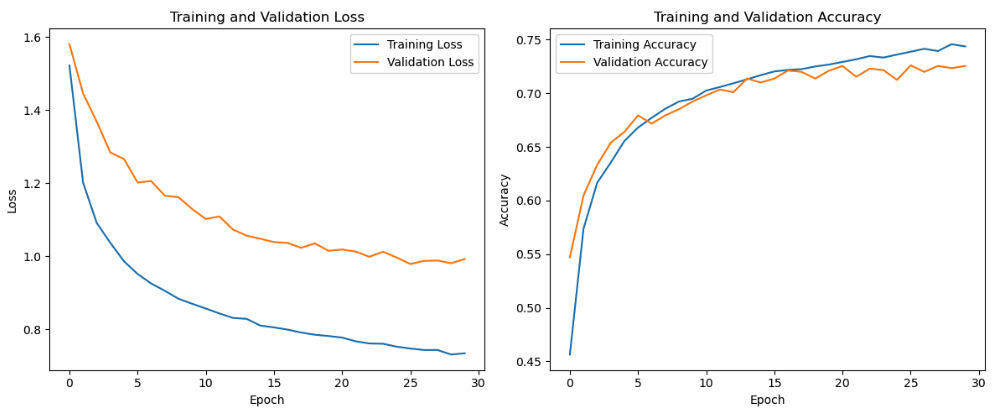 Training and Validation Loss
1.6
1.4
1.2
1.0
0.8
Loss
Training Loss
Validation Loss
0 5 10 15 20 25 30
Epoch
Training and Validation Accuracy
0.75
0.70
0.65
0.60
0.55
0.50
0.45
Accuracy
Training Accuracy
Validation Accuracy
0 5 10 15 20 25 30
Epoch